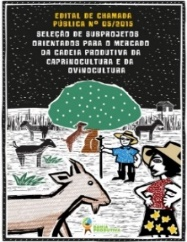 EDITAL DE CHAMADA
PÚBLICA Nº 05/2015
SELEÇÃO DE SUBPROJETOS
ORIENTADOS PARA O MERCADO
DA CADEIA PRODUTIVA DA
CAPRINOCULTURA E DA
OVINOCULTURA